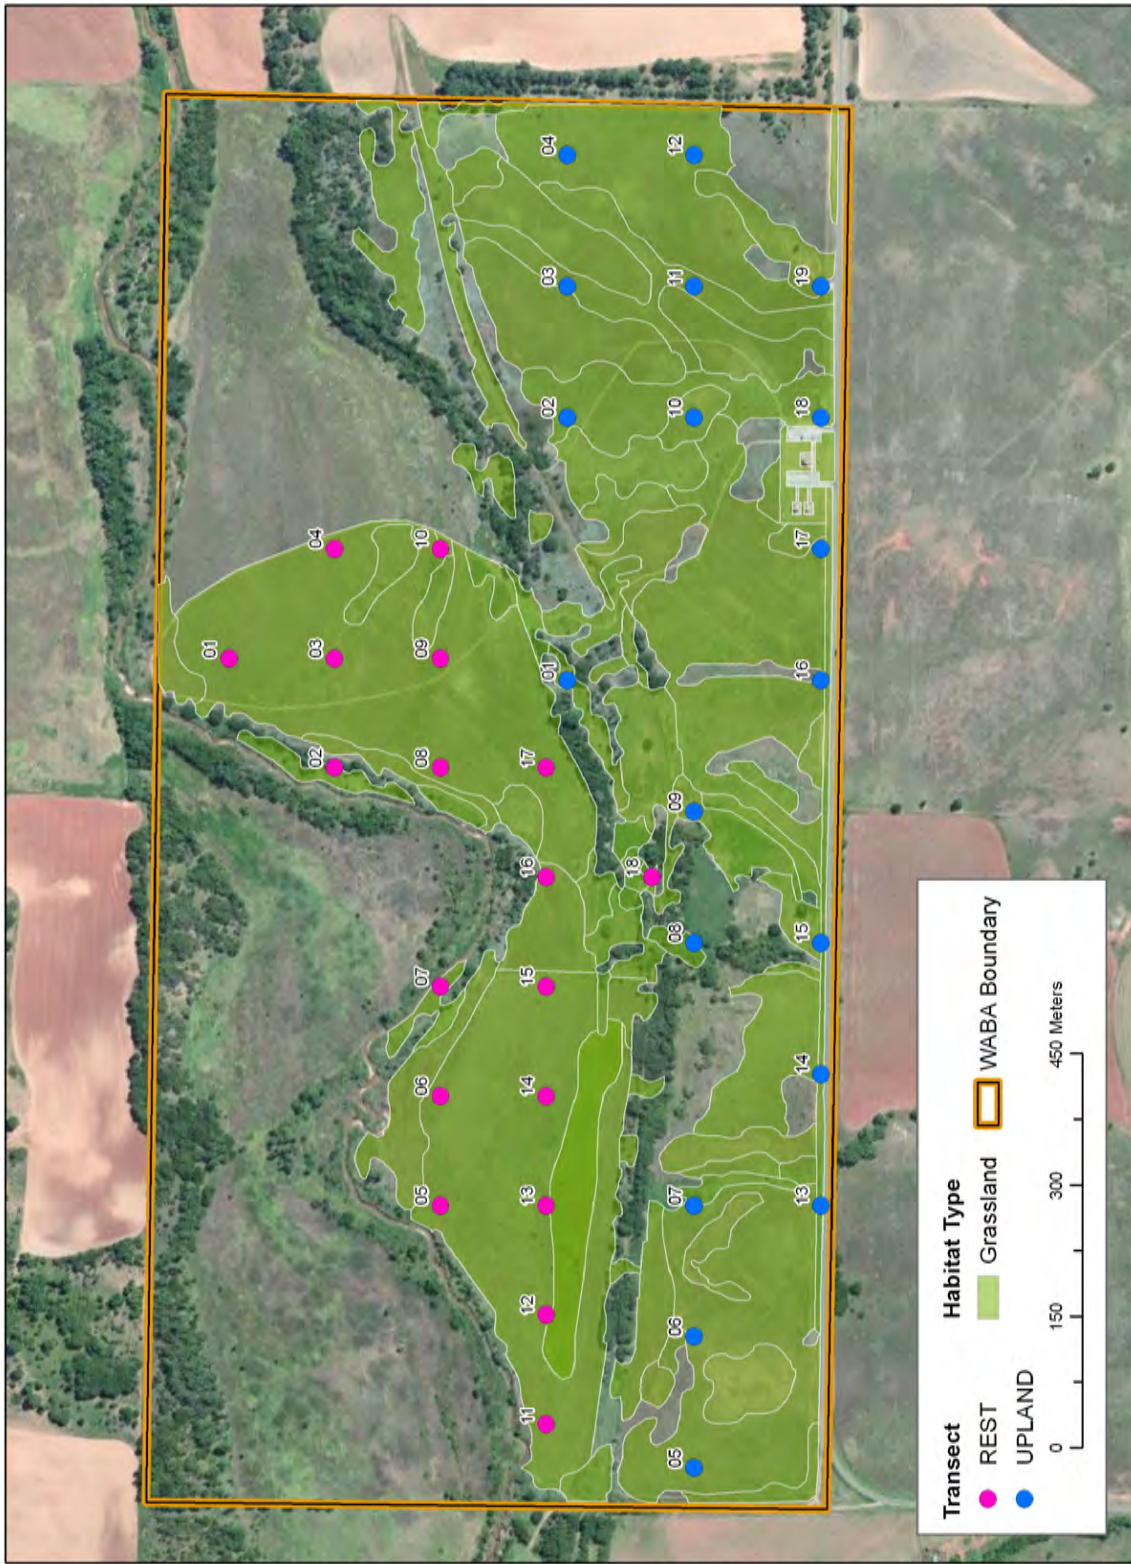 01
02 03 04
05 06 07 08 09 10
11 12 13 14 15 16 17
01 02 03 04
18
05 06 07 08 09 10 11 12
13 14 15 16 17 18 19
Transect
REST
UPLAND
Habitat Type
Grassland
WABA Boundary
0 150 300 450 Meters